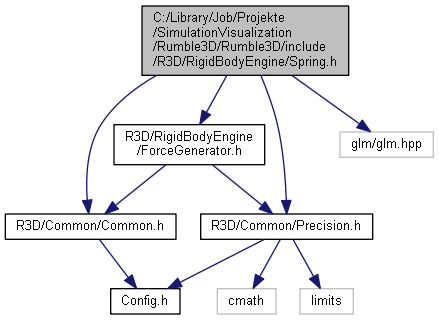 C:/Library/Job/Projekte
/SimulationVisualization
/Rumble3D/Rumble3D/include
/R3D/RigidBodyEngine/Spring.h
R3D/RigidBodyEngine
/ForceGenerator.h
glm/glm.hpp
R3D/Common/Common.h
R3D/Common/Precision.h
Config.h
cmath
limits